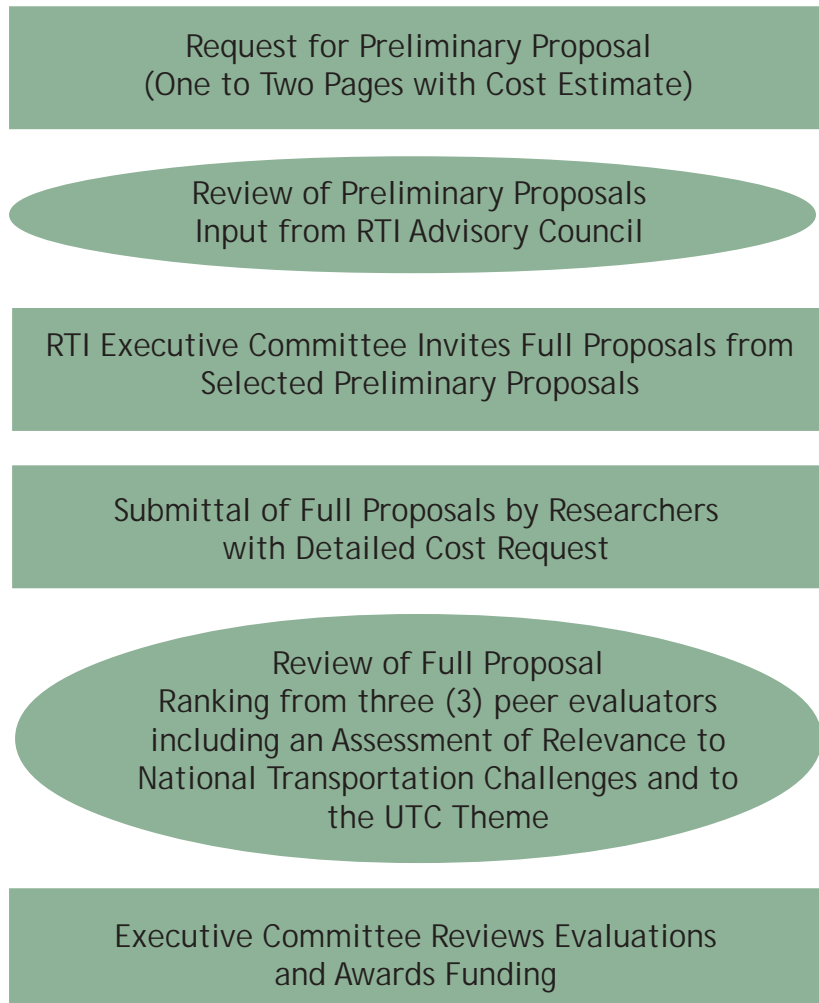 Request for Preliminary Proposal
(One to Two Pages with Cost Estimate)
Review of Preliminary Proposals
Input from RTI Advisory Council
RTI Executive Committee Invites Full Proposals from
Selected Preliminary Proposals
Submittal of Full Proposals by Researchers
with Detailed Cost Request
Review of Full Proposal
Ranking from three (3) peer evaluators
including an Assessment of Relevance to
National Transportation Challenges and to
the UTC Theme
Executive Committee Reviews Evaluations
and Awards Funding